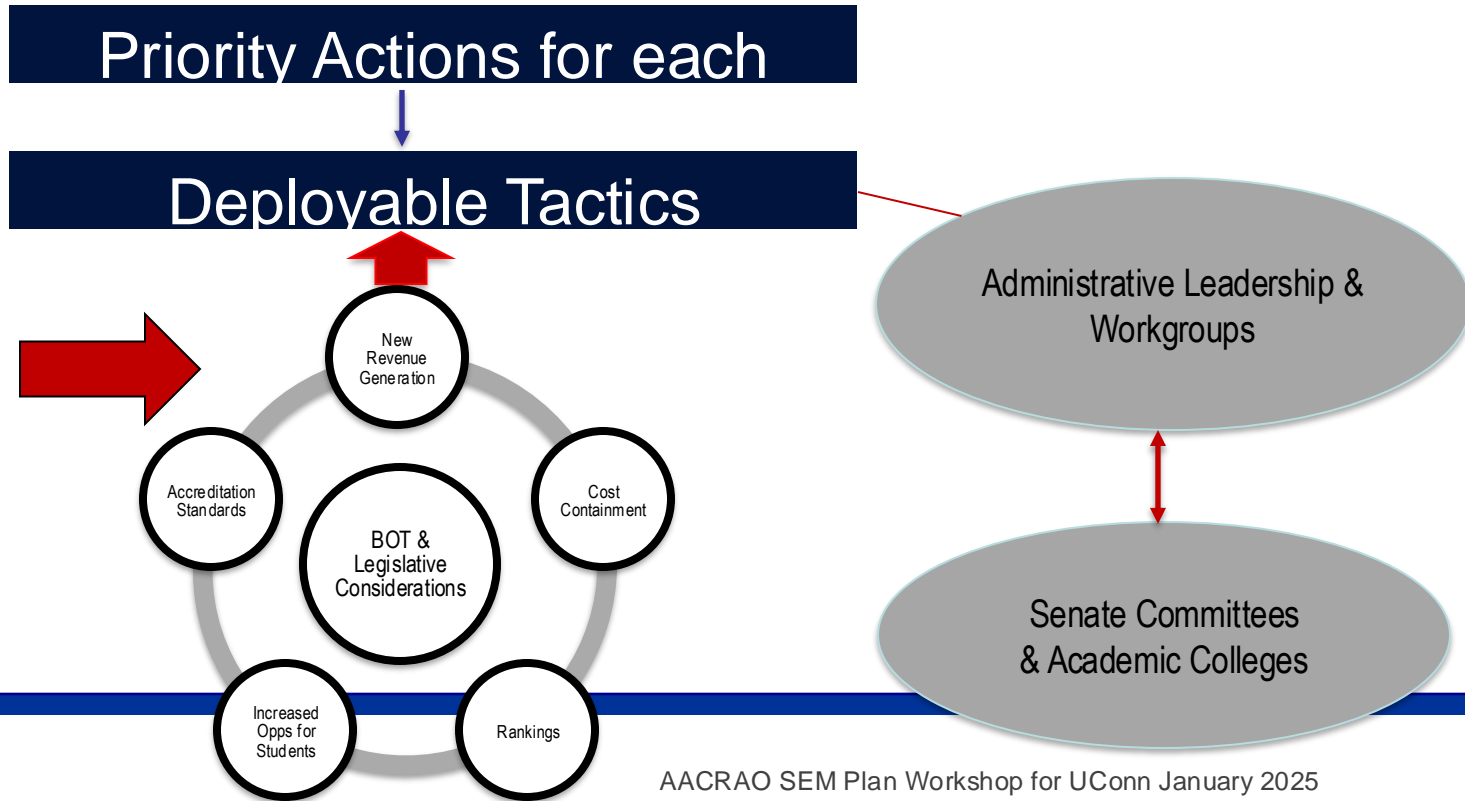 Priority Actions for each
Deployable Tactics
New
Revenue
Generation
Accreditation
Standards
Cost
Containment
BOT &
Legislative
Considerations
Increased
Opps for
Students
Rankings
Administrative Leadership &
Workgroups
Senate Committees
& Academic Colleges
AACRAO SEM Plan Workshop for UConn January 2025